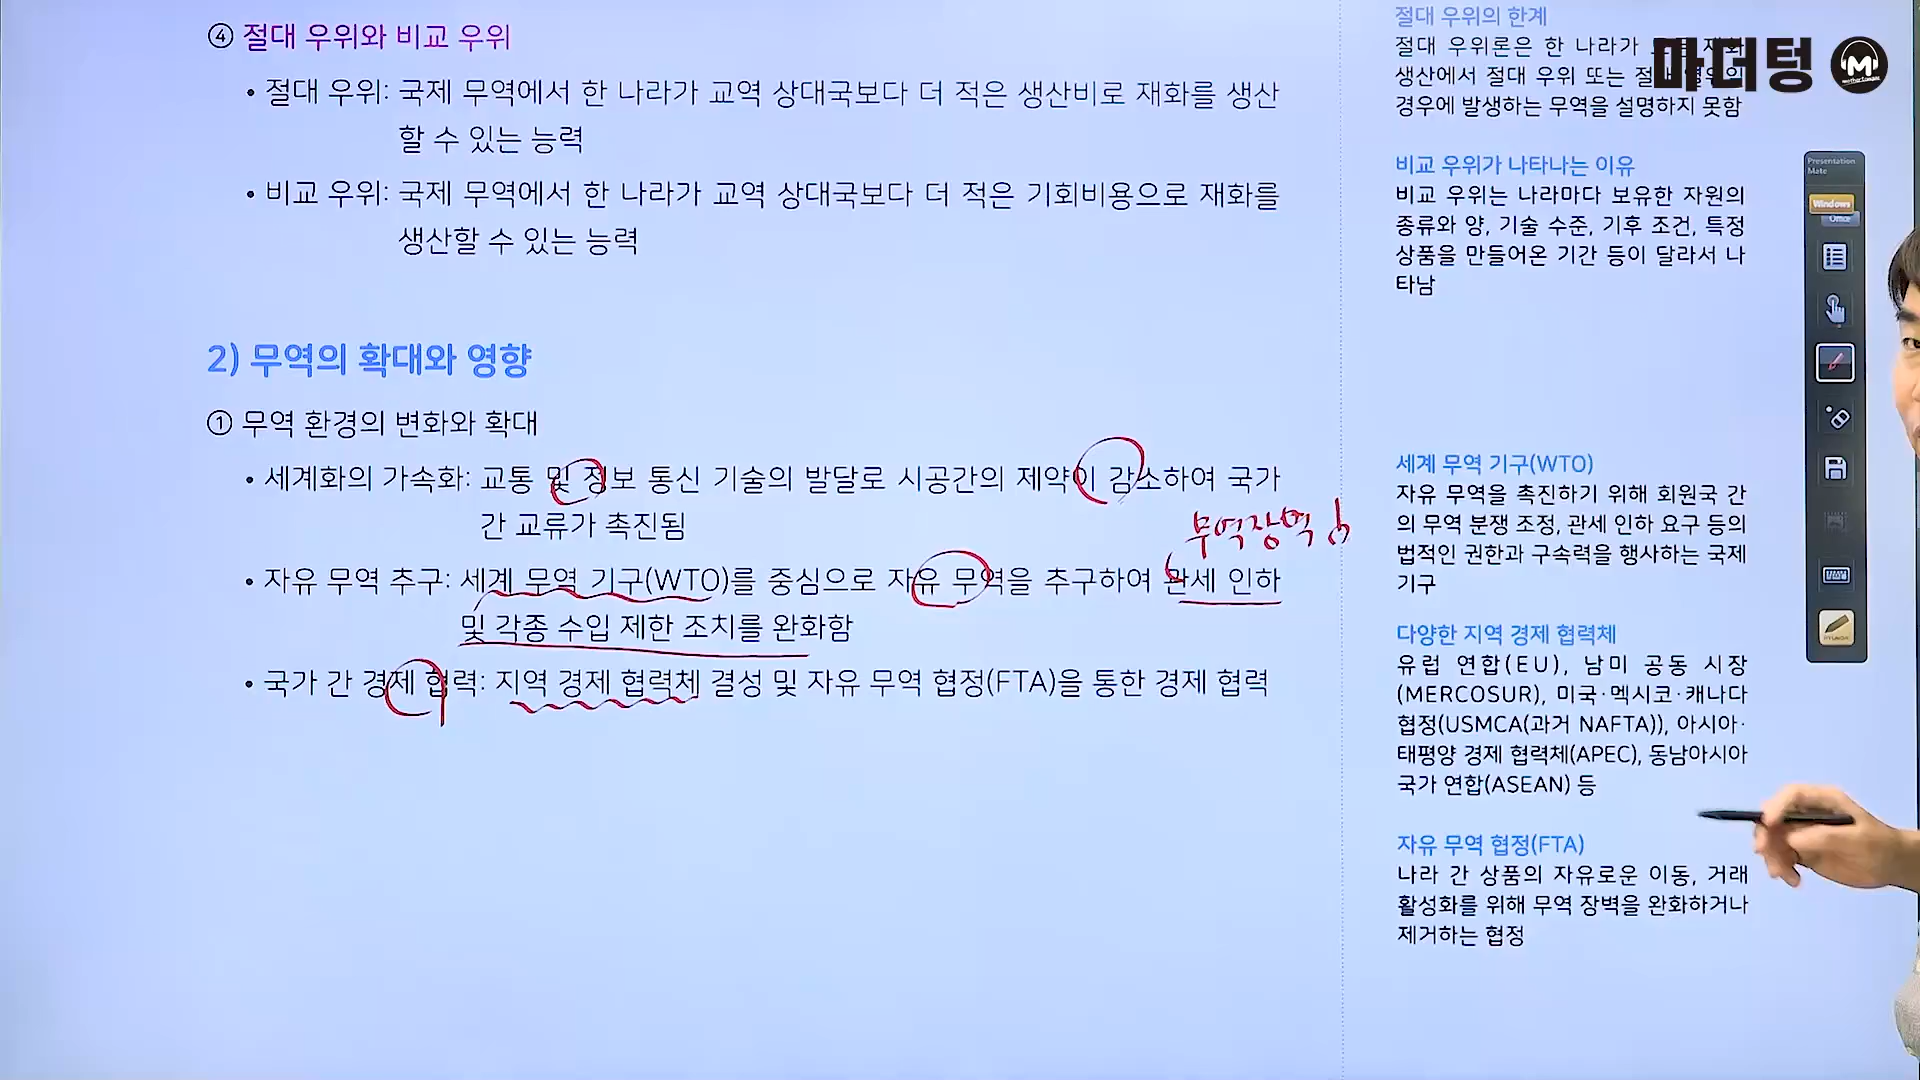 ④ 절대 우위와 비교 우위
• 절대 우위: 국제 무역에서 한 나라가 교역 상대국보다 더 적은 생산비로 재화를 생산
할 수 있는 능력
• 비교 우위: 국제 무역에서 한 나라가 교역 상대국보다 더 적은 기회비용으로 재화를
생산할 수 있는 능력
2) 무역의 확대와 영향
① 무역 환경의 변화와 확대
• 세계화의 가속화: 교통 및 정보 통신 기술의 발달로 시공간의 제약이 감소하여 국가
간 교류가 촉진됨
무역장벽
• 자유 무역 추구: 세계 무역 기구(WTO)를 중심으로 자유 무역을 추구하여 관세 인하
및 각종 수입 제한 조치를 완화함
• 국가 간 경제 협력: 지역 경제 협력체 결성 및 자유 무역 협정(FTA)을 통한 경제 협력
절대 우위의 한계
절대 우위론은 한 나라가
생산에서 절대 우위 또는
경우에 발생하는 무역을 설명하지 못함
마더텅
비교 우위가 나타나는 이유
비교 우위는 나라마다 보유한 자원의
종류와 양, 기술 수준, 기후 조건, 특정
상품을 만들어온 기간 등이 달라서 나
타남
세계 무역 기구(WTO)
자유 무역을 촉진하기 위해 회원국 간
의 무역 분쟁 조정, 관세 인하 요구 등의
법적인 권한과 구속력을 행사하는 국제
기구
다양한 지역 경제 협력체
유럽 연합(EU), 남미 공동 시장
(MERCOSUR), 미국·멕시코·캐나다
협정(USMCA(과거 NAFTA)), 아시아·
태평양 경제 협력체(APEC), 동남아시아
국가 연합(ASEAN) 등
자유 무역 협정(FTA)
나라 간 상품의 자유로운 이동, 거래
활성화를 위해 무역 장벽을 완화하거나
제거하는 협정
Presentation
Mate
Windows
Office